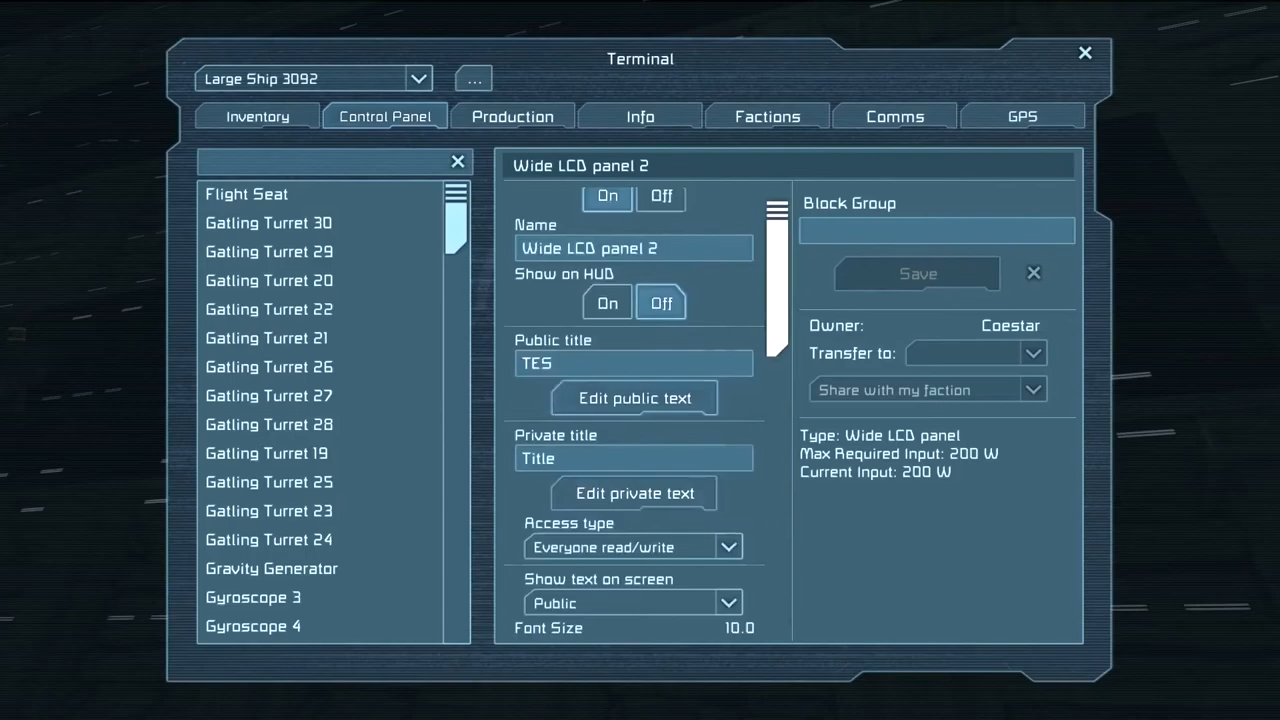 Terminal
Large Ship 3092
...
Inventory
Control Panel
Production
Info
Factions
Comms
GPS
Flight Seat
Gatling Turret 30
Gatling Turret 29
Gatling Turret 20
Gatling Turret 22
Gatling Turret 21
Gatling Turret 26
Gatling Turret 27
Gatling Turret 28
Gatling Turret 19
Gatling Turret 25
Gatling Turret 23
Gatling Turret 24
Gravity Generator
Gyroscope 3
Gyroscope 4
Wide LCD panel 2
On Off
Name
Wide LCD panel 2
Show on HUD
On Off
Public title
TES
Edit public text
Private title
Title
Edit private text
Access type
Everyone read/write
Show text on screen
Public
Font Size 10.0
Block Group
Save
Owner: Coestar
Transfer to:
Share with my faction
Type: Wide LCD panel
Max Required Input: 200 W
Current Input: 200 W